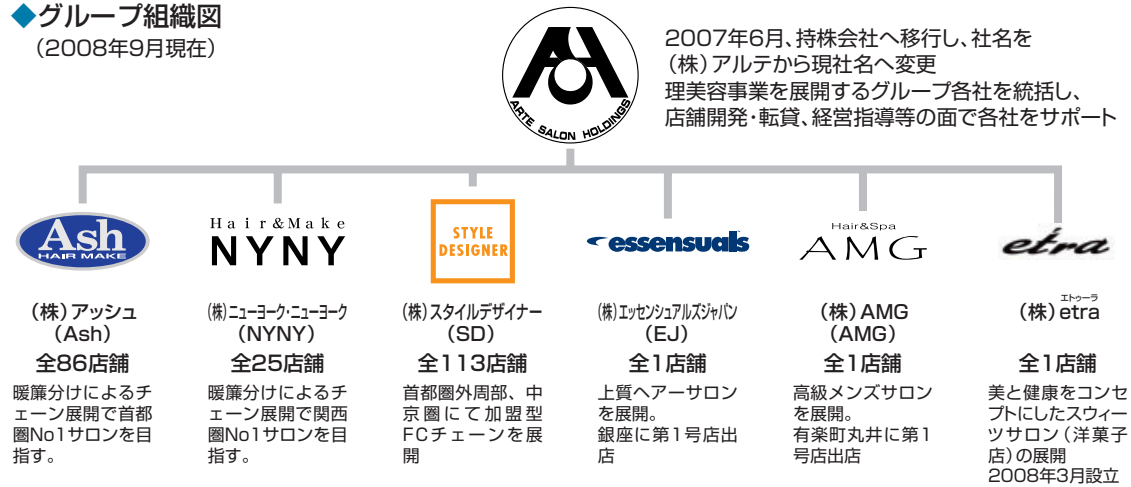 ◆グループ組織図
（2008年9月現在）
ARTE SALON HOLDINGS
2007年6月、持株会社へ移行し、社名を
（株）アルテから現社名へ変更
理美容事業を展開するグループ各社を統括し、
店舗開発・転貸、経営指導等の面で各社をサポート
Ash
HAIR MAKE
（株）アッシュ
（Ash）
全86店舗
暖簾分けによるチ
ェーン展開で首都
圏No1サロンを目
指す。
Hair&Make
NYNY
（株）ニューヨーク・ニューヨーク
（NYNY）
全25店舗
暖簾分けによるチ
ェーン展開で関西
圏No1サロンを目
指す。
STYLE
DESIGNER
（株）スタイルデザイナー
（SD）
全113店舗
首都圏外周部、中
京圏にて加盟型
FCチェーンを展
開
essensuals
（株）エッセンシュアルズジャパン
（EJ）
全1店舗
上質ヘアーサロン
を展開。
銀座に第1号店出
店
Hair&Spa
AMG
（株）AMG
（AMG）
全1店舗
高級メンズサロン
を展開。
有楽町丸井に第1
号店出店
etra
エトゥーラ
（株）etra
全1店舗
美と健康をコンセ
プトにしたスウィー
ツサロン（洋菓子
店）の展開
2008年3月設立